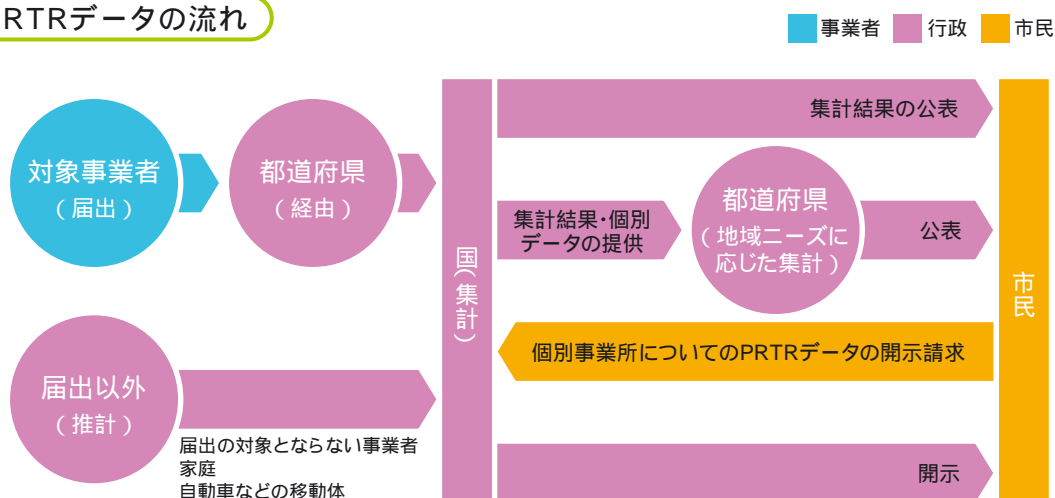 RTRデータの流れ
事業者 行政 市民
対象事業者
（届出）
都道府県
（経由）
国（集計）
集計結果の公表
集計結果・個別
データの提供
都道府県
（地域ニーズに
応じた集計）
公表
市民
個別事業所についてのPRTRデータの開示請求
届出以外
（推計）
届出の対象とならない事業者
家庭
自動車などの移動体
開示